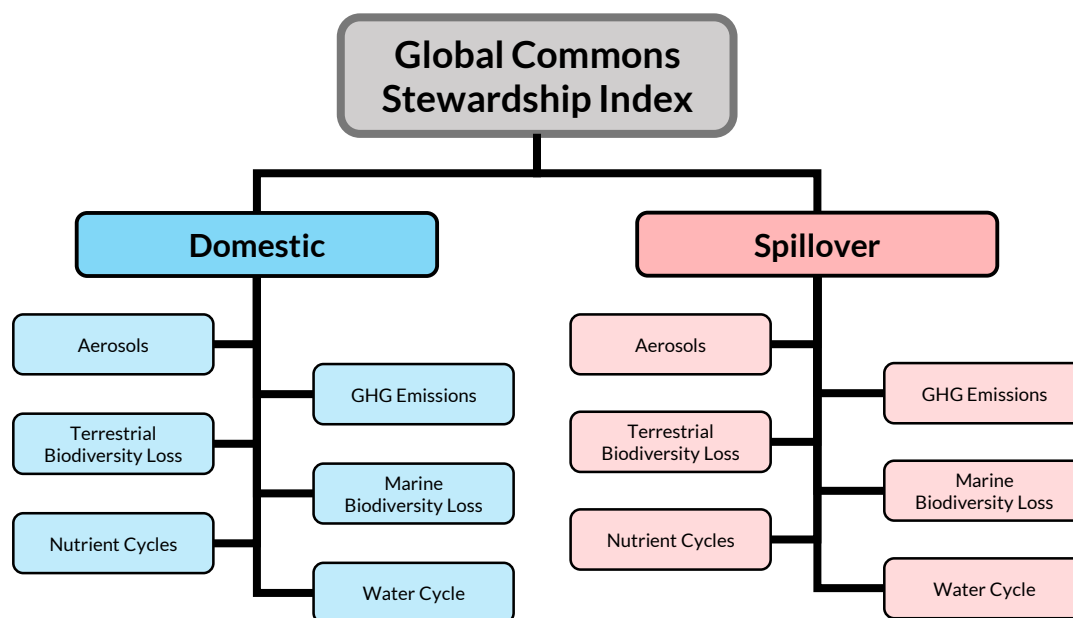 Global Commons
Stewardship Index
Domestic
Aerosols
GHG Emissions
Terrestrial
Biodiversity Loss
Marine
Biodiversity Loss
Nutrient Cycles
Water Cycle
Spillover
Aerosols
GHG Emissions
Terrestrial
Biodiversity Loss
Marine
Biodiversity Loss
Nutrient Cycles
Water Cycle